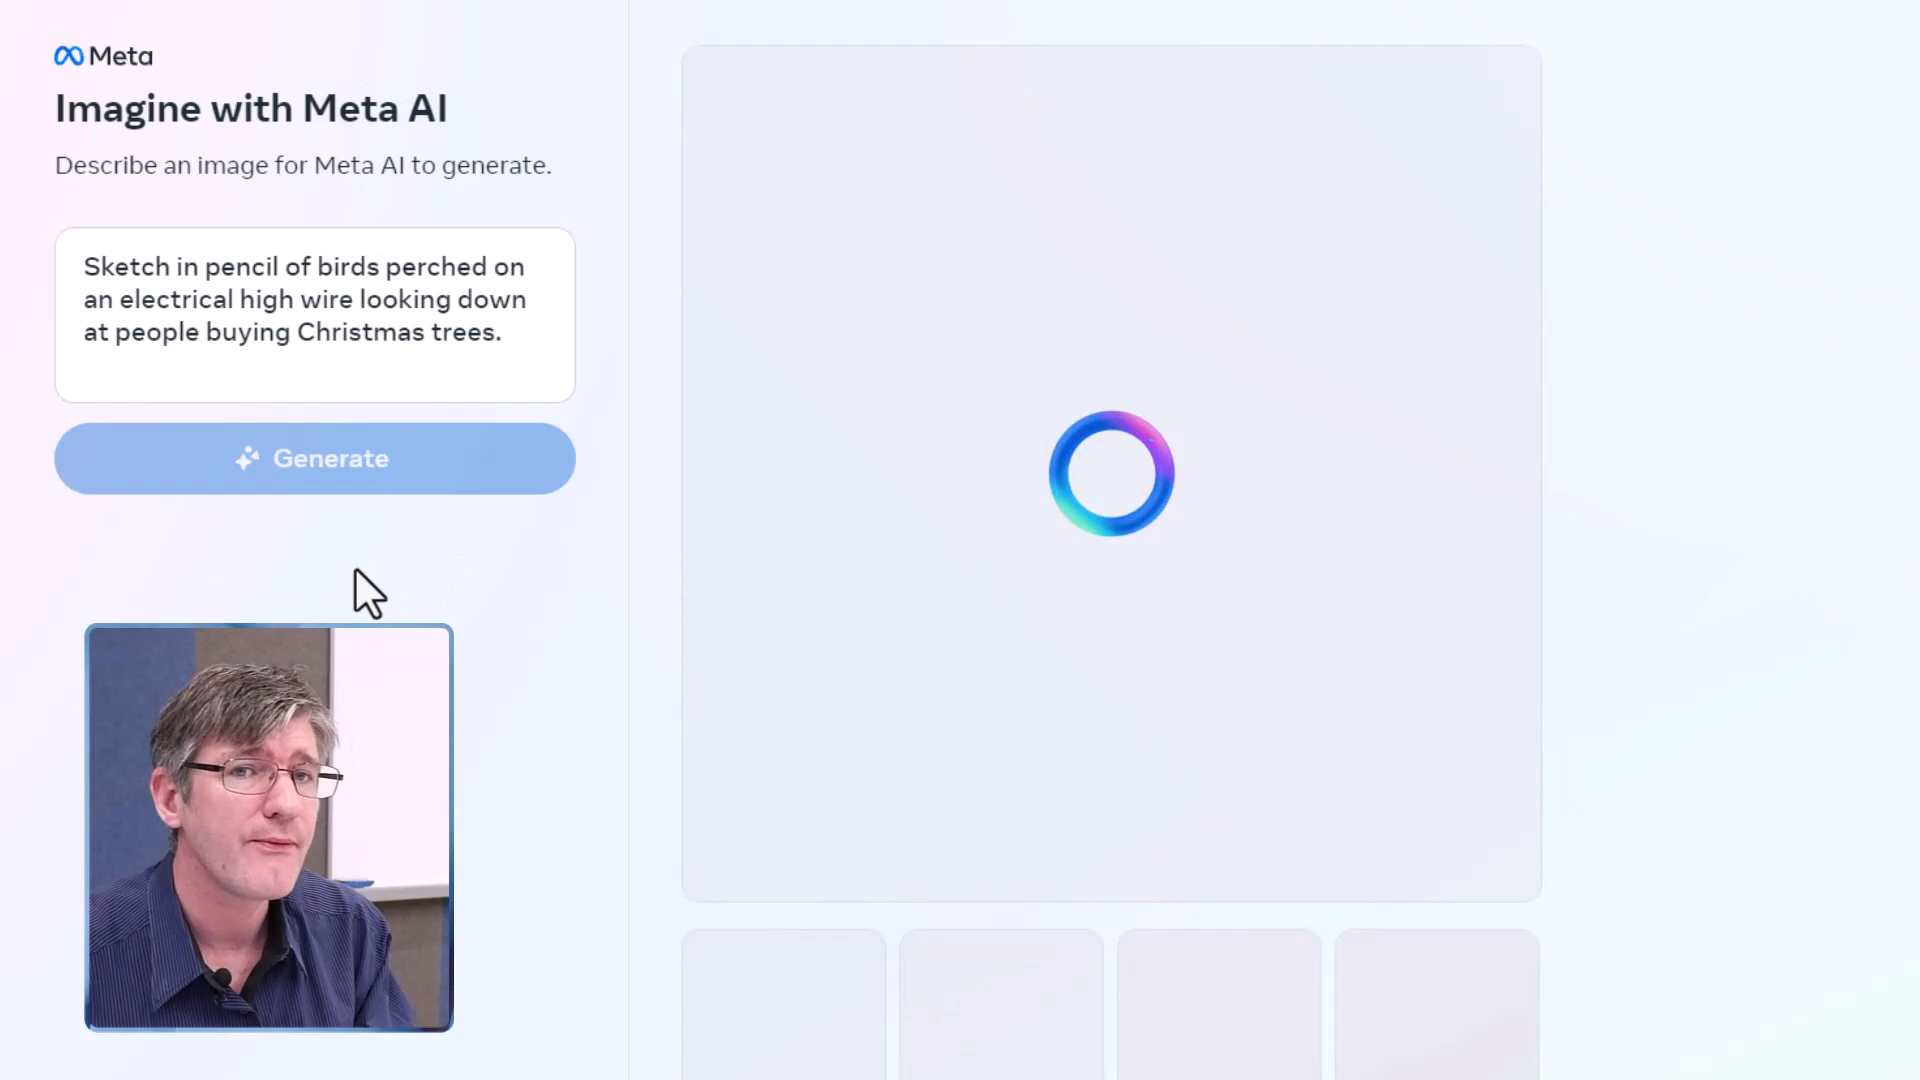 Meta
Imagine with Meta AI
Describe an image for Meta AI to generate.
Sketch in pencil of birds perched on
an electrical high wire looking down
at people buying Christmas trees.
Generate